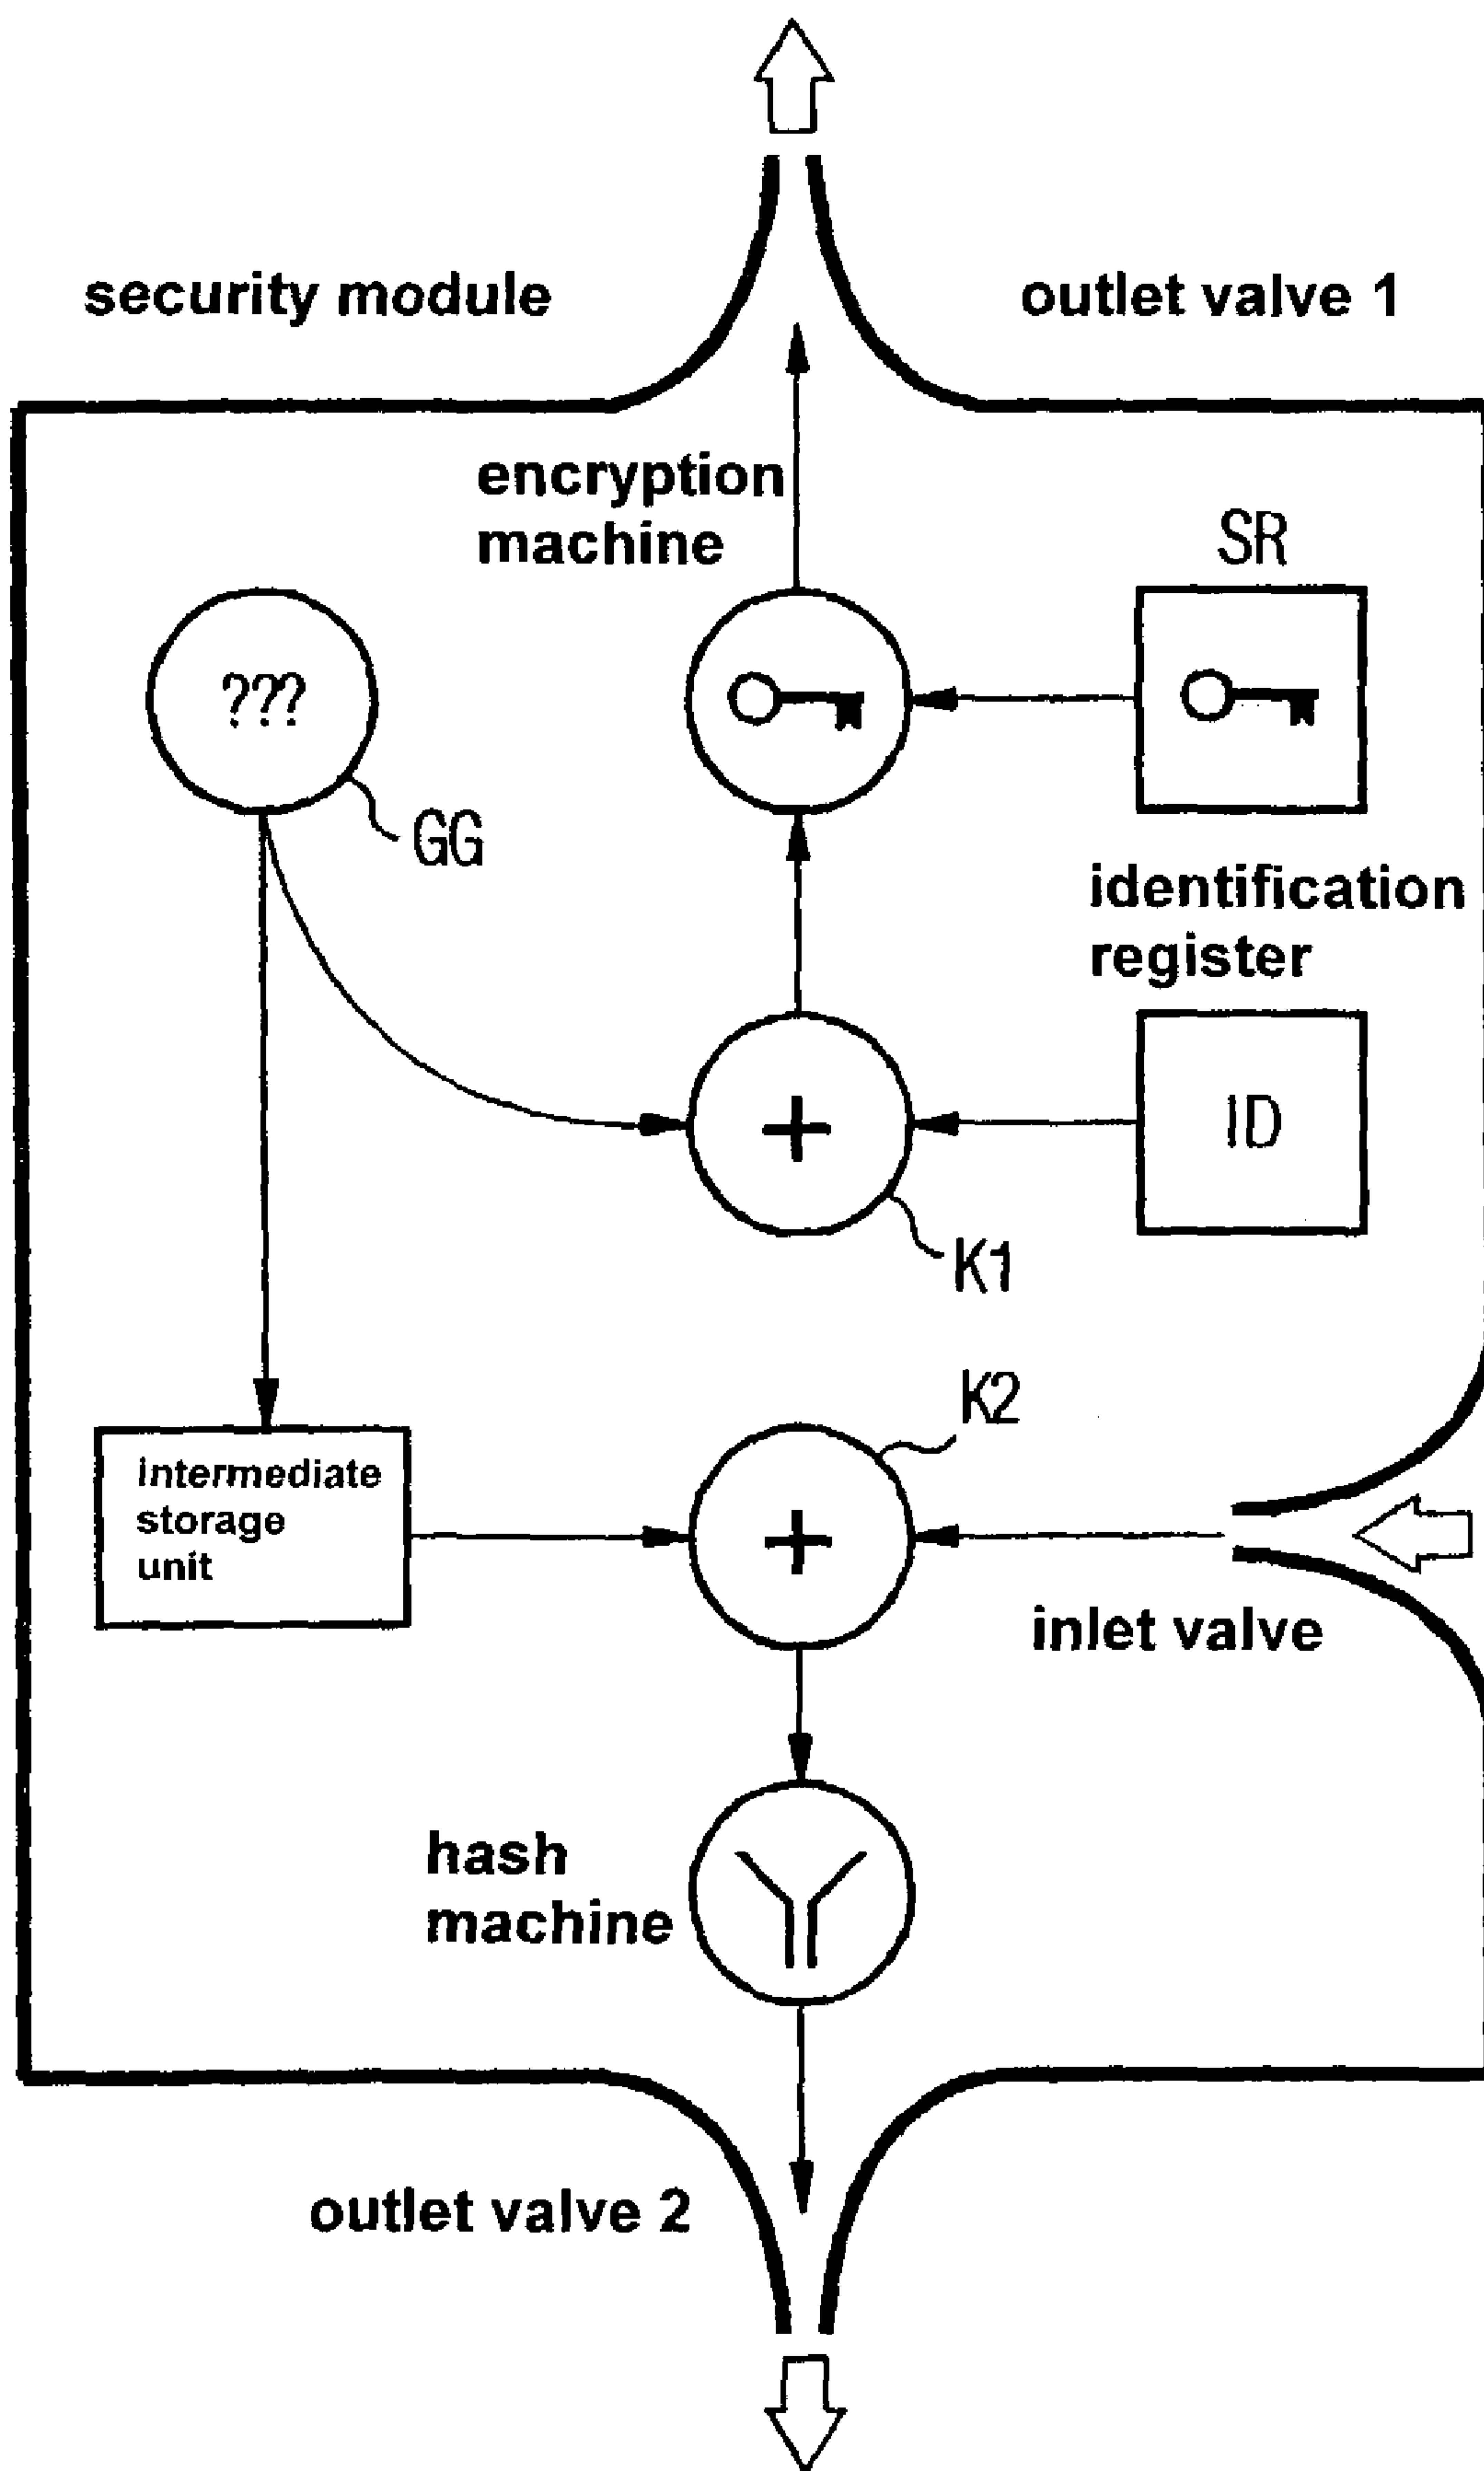 security module
outlet valve 1
encryption
machine
SR
???
GG
identification
register
+
ID
K1
K2
intermediate
storage
unit
+
inlet valve
hash
machine
outlet valve 2